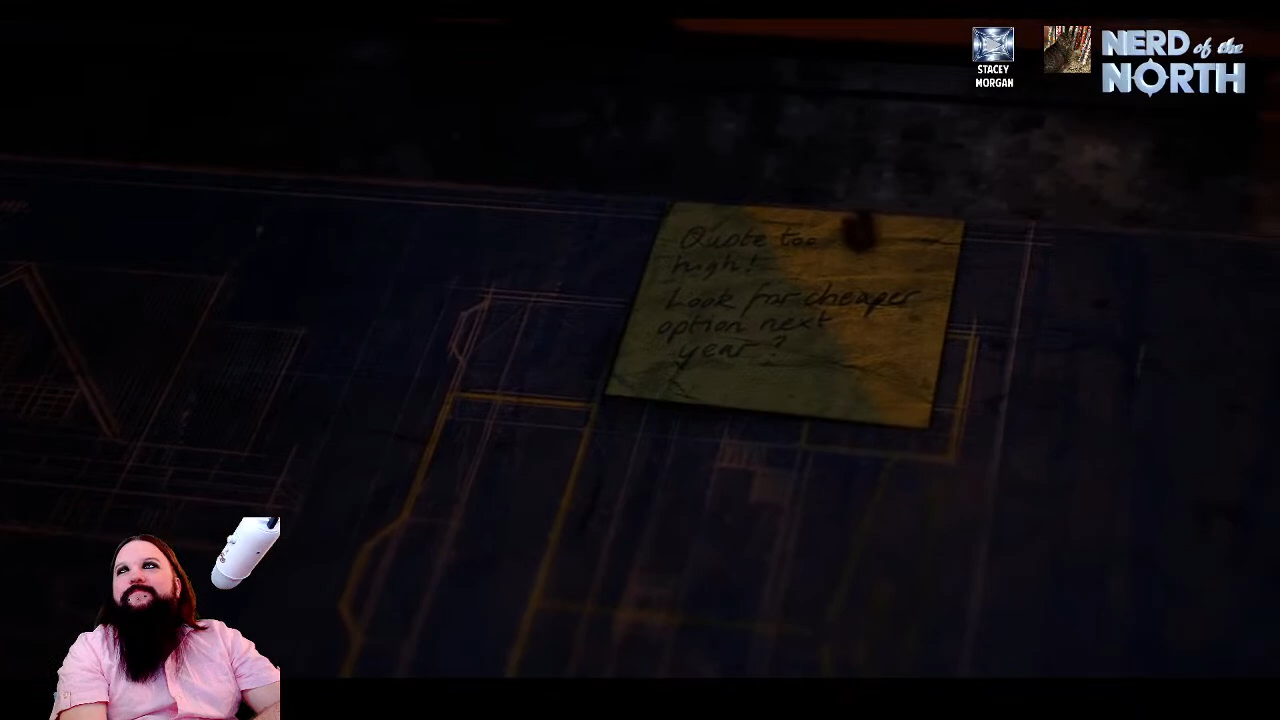 STACEY
MORGAN
NERD of the
NORTH
Quote too
high!
Look for cheaper
option next
year?